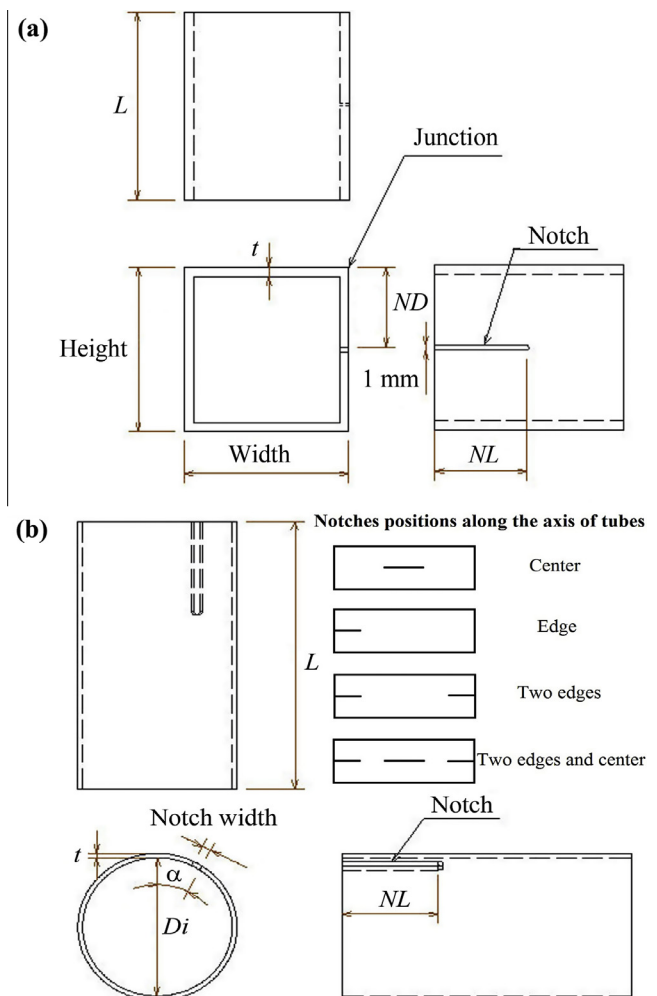 (a)
L
Junction
t
Notch
ND
Height
1 mm
Width
NL
(b)
Notches positions along the axis of tubes
Center
Edge
L
Two edges
Two edges and center
Notch width
Notch
t
α
NL
Di